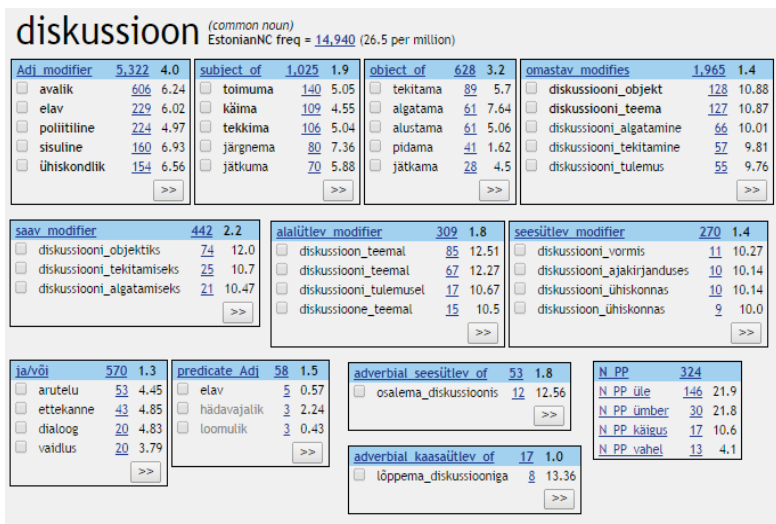 diskussioon (common noun)
EstonianNC freq = 14,940 (26.5 per million)
Adj_modifier 5,322 4.0
avalik 606 6.24
elav 229 6.02
poliitiline 224 4.97
sisuline 160 6.93
ühiskondlik 154 6.56
>>
subject_of 1,025 1.9
toimuma 140 5.05
käima 109 4.55
tekkima 106 5.04
järgnema 80 7.36
jätkuma 70 5.88
>>
object_of 628 3.2
tekitama 89 5.7
algatama 61 7.64
alustama 61 5.06
pidama 41 1.62
jätkama 28 4.5
>>
omastav_modifies 1,965 1.4
diskussiooni_objekt 128 10.88
diskussiooni_teema 127 10.87
diskussiooni_algatamine 66 10.01
diskussiooni_tekitamine 57 9.81
diskussiooni_tulemus 55 9.76
>>
saav_modifier 442 2.2
diskussiooni_objektiks 74 12.0
diskussiooni_tekitamiseks 25 10.7
diskussiooni_algatamiseks 21 10.47
>>
alalütlev_modifier 309 1.8
diskussioon_teemal 85 12.51
diskussiooni_teemal 67 12.27
diskussiooni_tulemusel 17 10.67
diskussioone_teemal 15 10.5
>>
seesütlev_modifier 270 1.4
diskussiooni_vormis 11 10.27
diskussiooni_ajakirjanduses 10 10.14
diskussiooni_ühiskonnas 10 10.14
diskussioon_ühiskonnas 9 10.0
>>
ja/või 570 1.3
arutelu 53 4.45
ettekanne 43 4.85
dialoog 20 4.83
vaidlus 20 3.79
>>
predicate_Adj 58 1.5
elav 5 0.57
hädavajalik 3 2.24
loomulik 3 0.43
>>
adverbial_seesütlev_of 53 1.8
osalema_diskussioonis 12 12.56
>>
adverbial_kaasaütlev_of 17 1.0
lõppema_diskussiooniga 8 13.36
>>
N_PP 324
N_PP_üle 146 21.9
N_PP_ümber 30 21.8
N_PP_käigus 17 10.6
N_PP_vahel 13 4.1